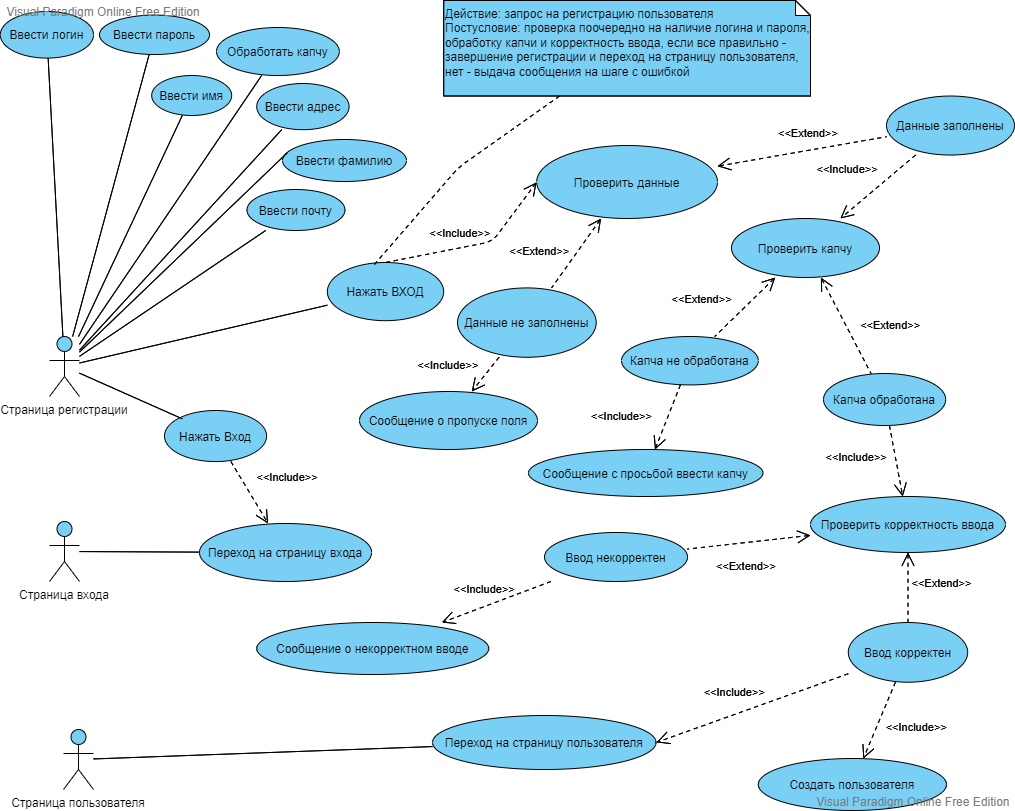 Visual Paradigm Online Free Edition
Ввести логин
Ввести пароль
Обработать капчу
Ввести имя
Ввести адрес
Ввести фамилию
Ввести почту
Действие: запрос на регистрацию пользователя
Постусловие: проверка поочередно на наличие логина и пароля,
обработку капчи и корректность ввода, если все правильно -
завершение регистрации и переход на страницу пользователя,
нет - выдача сообщения на шаге с ошибкой
Данные заполнены
<<Extend>>
<<Include>>
Проверить данные
<<Include>>
<<Extend>>
Проверить капчу
Нажать ВХОД
<<Extend>>
Данные не заполнены
<<Extend>>
Капча не обработана
<<Include>>
Страница регистрации
Капча обработана
Сообщение о пропуске поля
<<Include>>
Нажать Вход
<<Include>>
<<Include>>
Сообщение с просьбой ввести капчу
Проверить корректность ввода
Переход на страницу входа
Ввод некорректен
<<Extend>>
<<Extend>>
Страница входа
<<Include>>
Сообщение о некорректном вводе
Ввод корректен
<<Include>>
<<Include>>
Переход на страницу пользователя
Создать пользователя
Страница пользователя
Visual Paradigm Online Free Edition